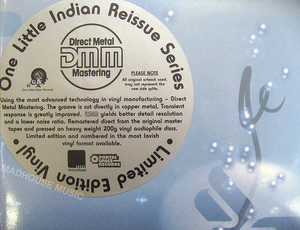 One Little Indian Reissue Series
Direct Metal
DMM
Mastering
PLEASE NOTE
All original artwork used,
may not represent the
new side splits.
Using the most advanced technology in vinyl manufacturing – Direct
Metal Mastering. The groove is cut directly in copper metal, Transient
response is greatly improved. DMM yields better detail resolution
and a lower noise ratio. Remastered direct from the original master
tapes and pressed on heavy weight 200g vinyl audiophile discs.
Limited edition and numbered in the most lavish
vinyl format available.
PORTAL
SPACE
RECORDS
Limited Edition Vinyl
MADHOUSE MUSIC